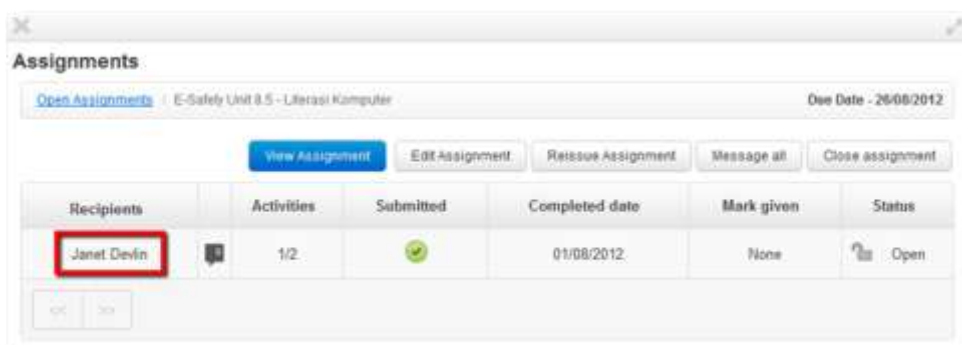 Assignments
Open Assignments / E-Safety Unit 8.5 - Literasi Komputer Due Date - 26/08/2012
View Assignment Edit Assignment Reissue Assignment Message all Close assignment
Recipients Activities Submitted Completed date Mark given Status
Janet Devlin 1/2 01/08/2012 None Open
<< >>